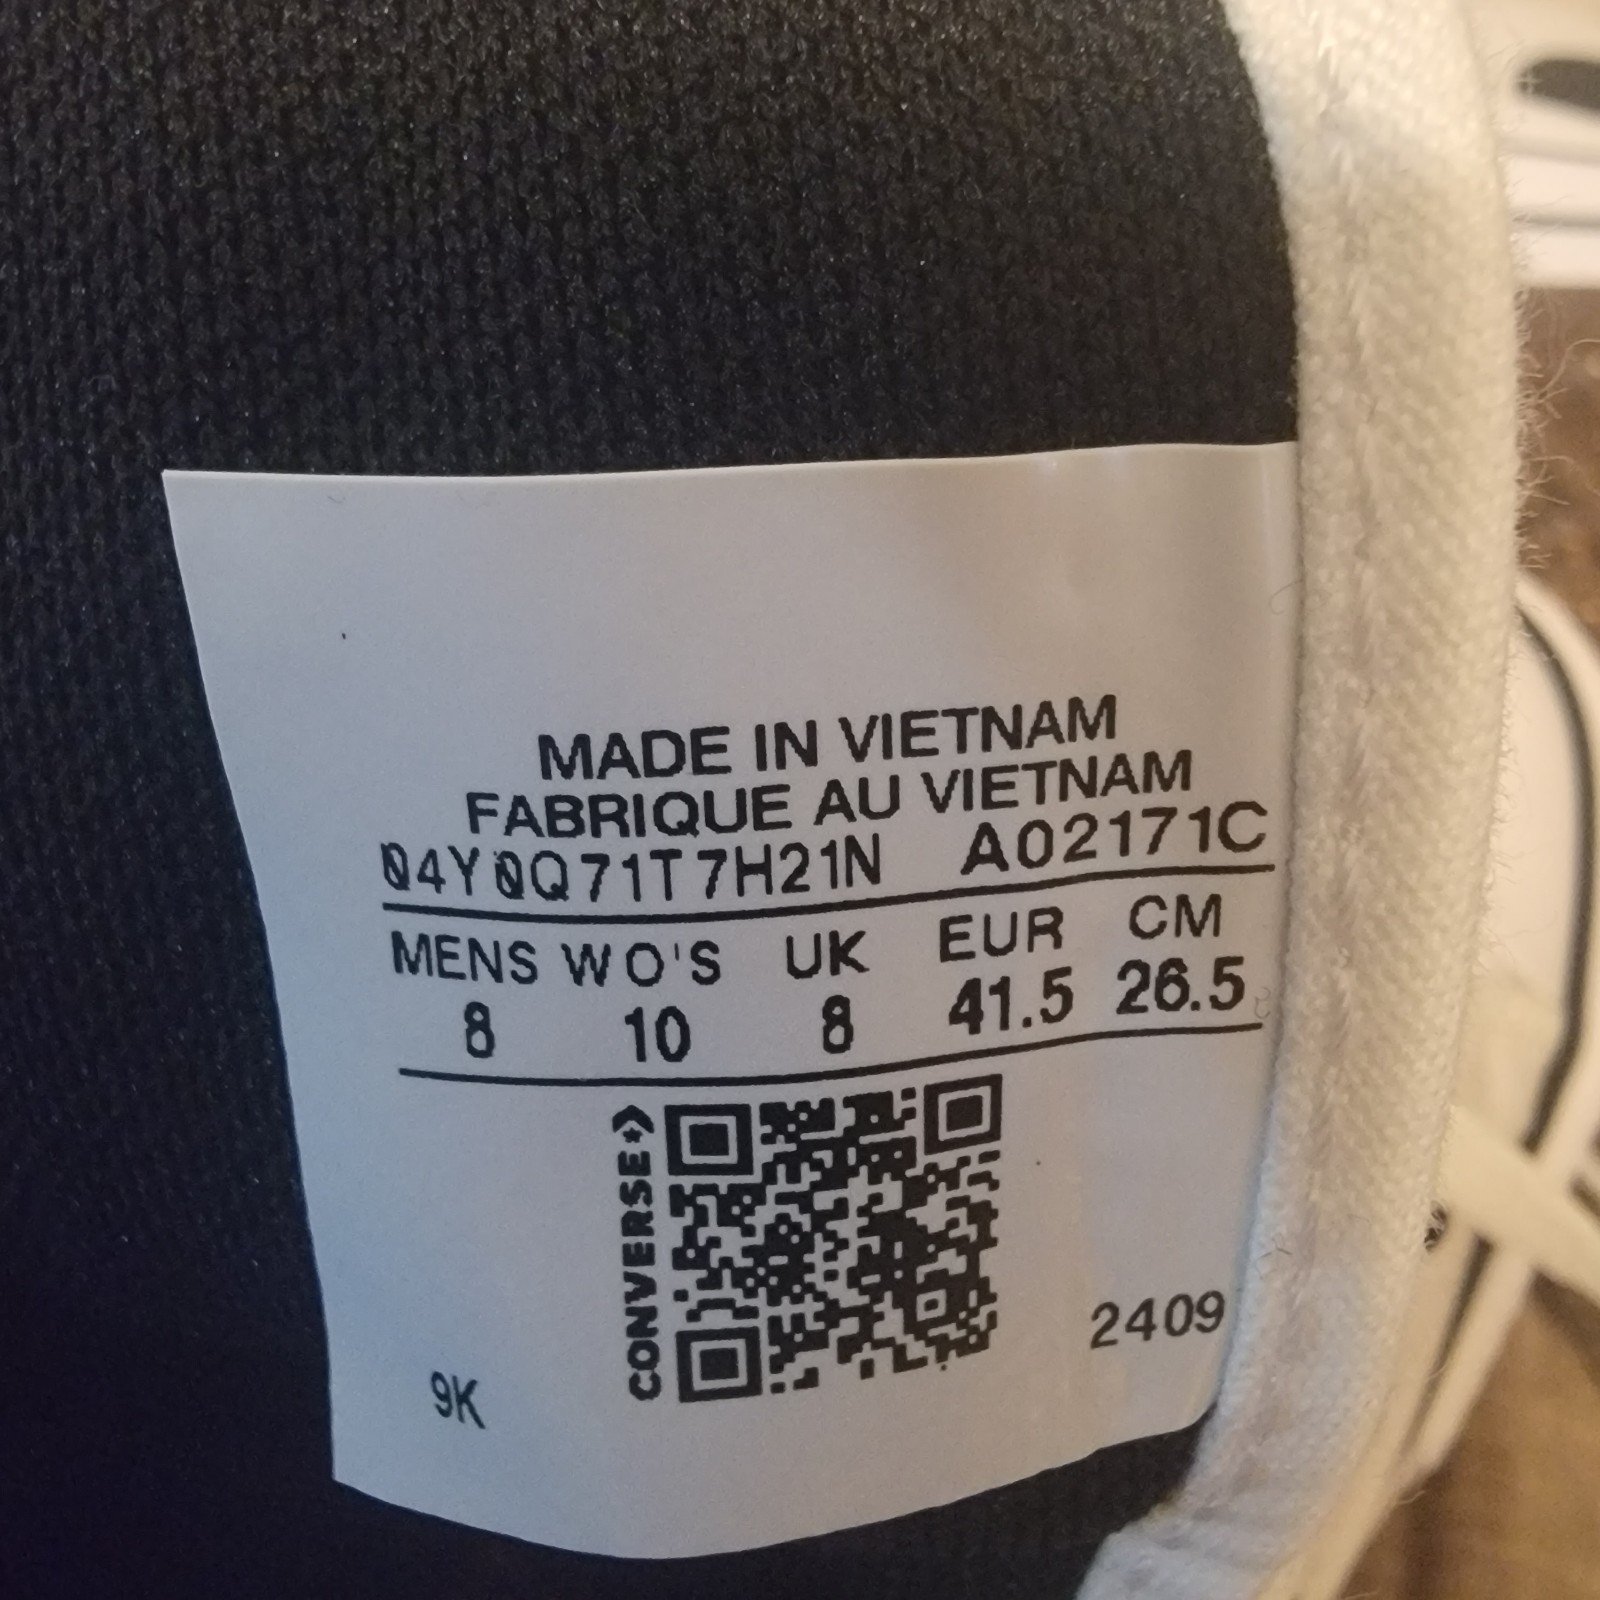 MADE IN VIETNAM
FABRIQUE AU VIETNAM
04Y0Q71T7H21N A02171C
MENS WO'S UK EUR CM
8 10 8 41.5 26.5
CONVERSE
2409
9K